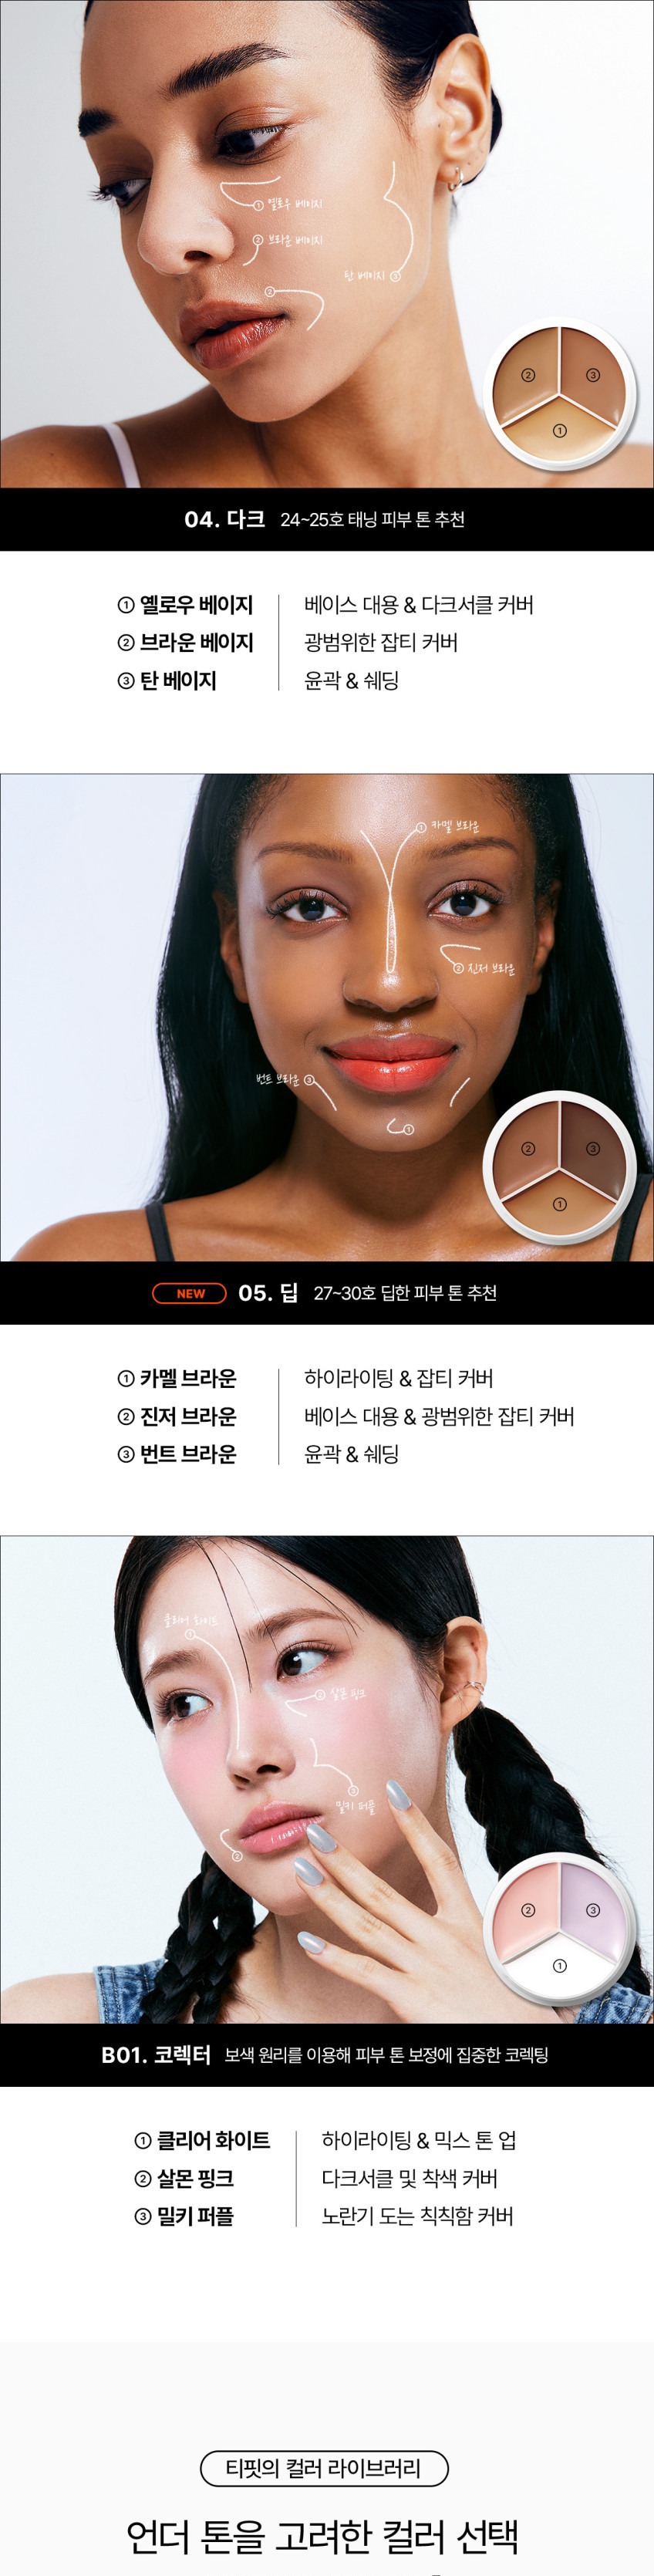 ① 옐로우 베이지
② 브라운 베이지
탄 베이지 ③
②
② ③
①
04. 다크 24~25호 태닝 피부 톤 추천
① 옐로우 베이지 베이스 대용 & 다크서클 커버
② 브라운 베이지 광범위한 잡티 커버
③ 탄 베이지 윤곽 & 쉐딩
① 카멜 브라운
② 진저 브라운
번트 브라운 ③
①
② ③
①
NEW 05. 딥 27~30호 딥한 피부 톤 추천
① 카멜 브라운 하이라이팅 & 잡티 커버
② 진저 브라운 베이스 대용 & 광범위한 잡티 커버
③ 번트 브라운 윤곽 & 쉐딩
클리어 화이트
①
② 살몬 핑크
③
밀키 퍼플
②
② ③
①
B01. 코렉터 보색 원리를 이용해 피부 톤 보정에 집중한 코렉팅
① 클리어 화이트 하이라이팅 & 믹스 톤 업
② 살몬 핑크 다크서클 및 착색 커버
③ 밀키 퍼플 노란기 도는 칙칙함 커버
티핏의 컬러 라이브러리
언더 톤을 고려한 컬러 선택